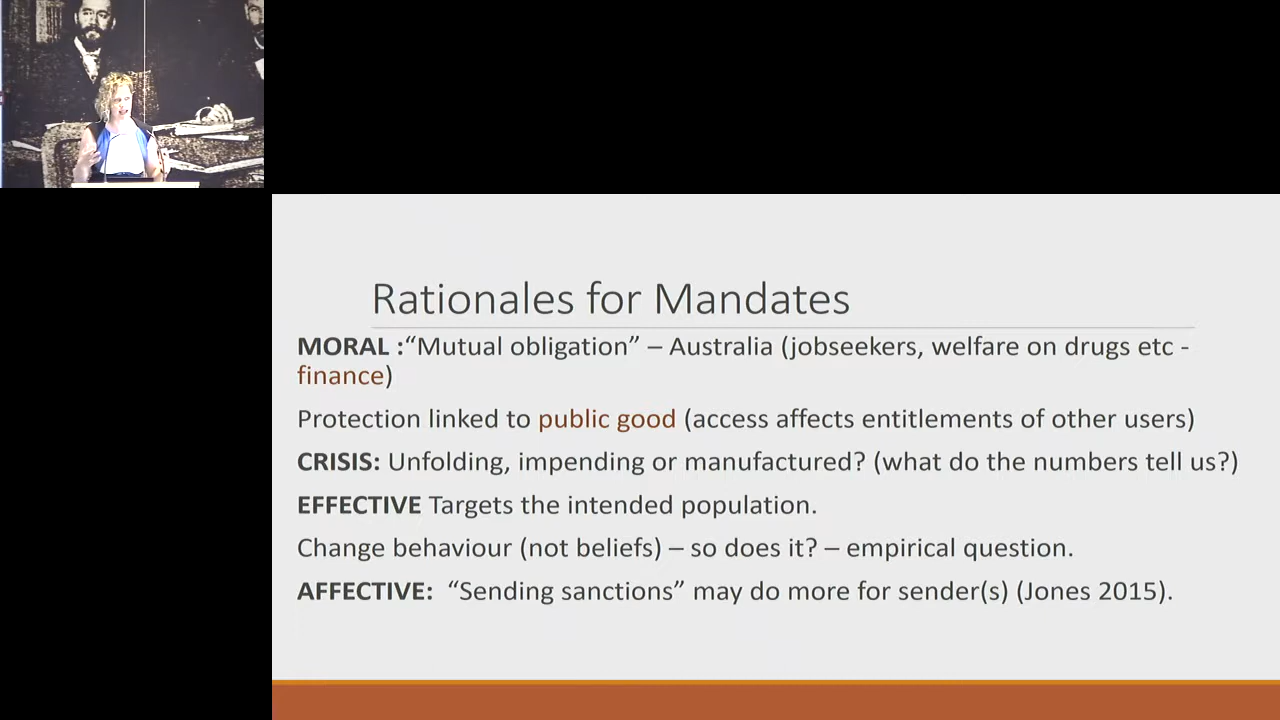 Rationales for Mandates
MORAL :“Mutual obligation” – Australia (jobseekers, welfare on drugs etc -
finance)
Protection linked to public good (access affects entitlements of other users)
CRISIS: Unfolding, impending or manufactured? (what do the numbers tell us?)
EFFECTIVE Targets the intended population.
Change behaviour (not beliefs) – so does it? – empirical question.
AFFECTIVE:  “Sending sanctions” may do more for sender(s) (Jones 2015).